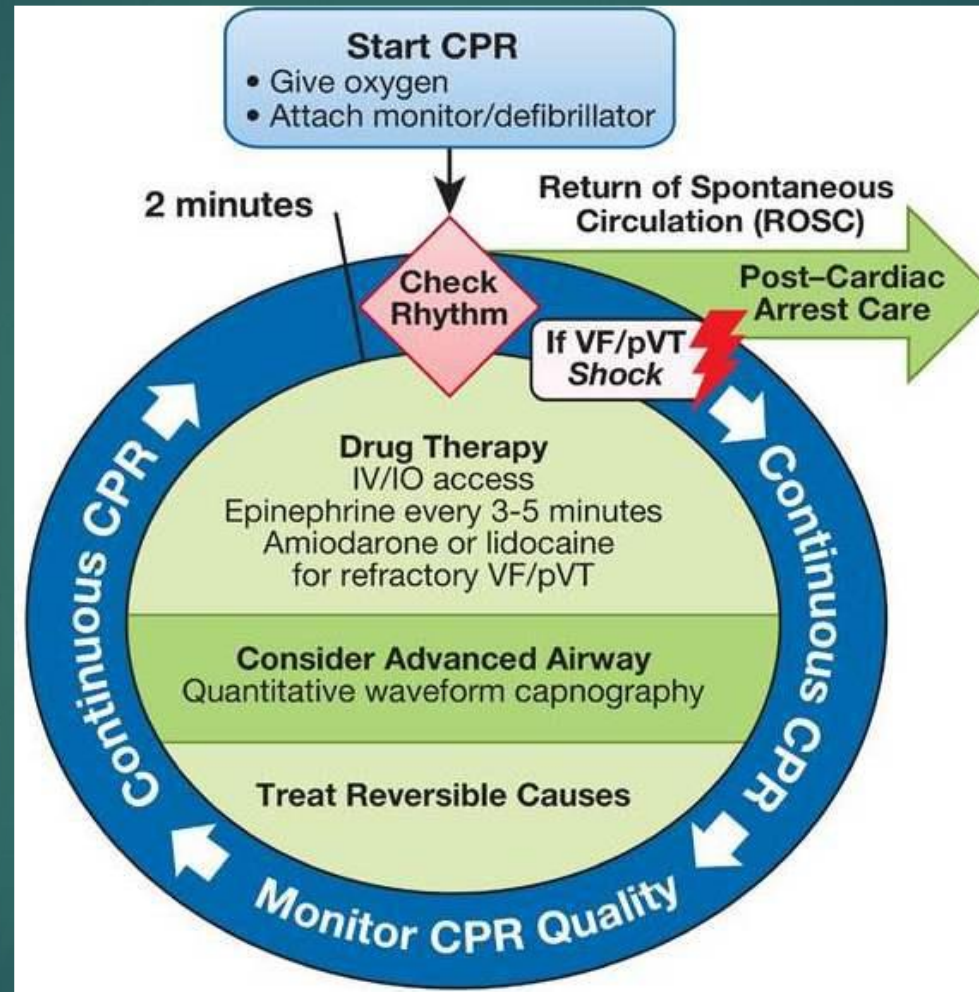 Start CPR
• Give oxygen
• Attach monitor/defibrillator
2 minutes
Return of Spontaneous
Circulation (ROSC)
Check
Rhythm
Post–Cardiac
Arrest Care
If VF/pVT
Shock
Drug Therapy
IV/IO access
Epinephrine every 3-5 minutes
Amiodarone or lidocaine
for refractory VF/pVT
Consider Advanced Airway
Quantitative waveform capnography
Treat Reversible Causes
Continuous CPR
Monitor CPR Quality
Continuous CPR